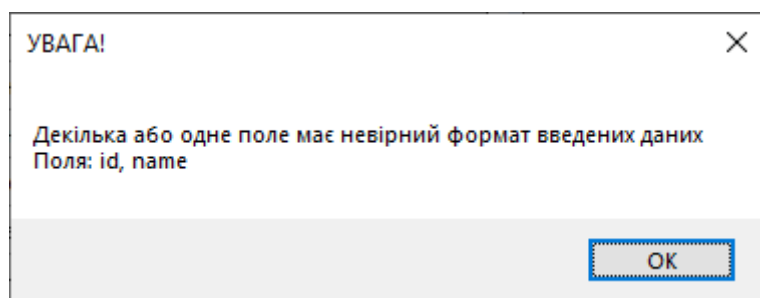 УВАГА!
Декілька або одне поле має невірний формат введених даних
Поля: id, name
OK